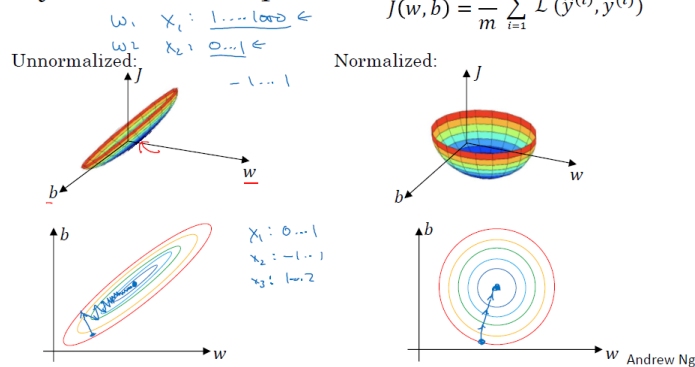 w1 x1: 1....1000 ←
J(w, b) = — m Σ i=1 ℒ (ŷ(i), y(i))
w2 x2: 0...1 ←
Unnormalized:
Normalized:
-1...1
J
J
w
b
w
b
b
x1: 0...1
x2: -1...1
x3: 1...2
b
w
w
Andrew Ng